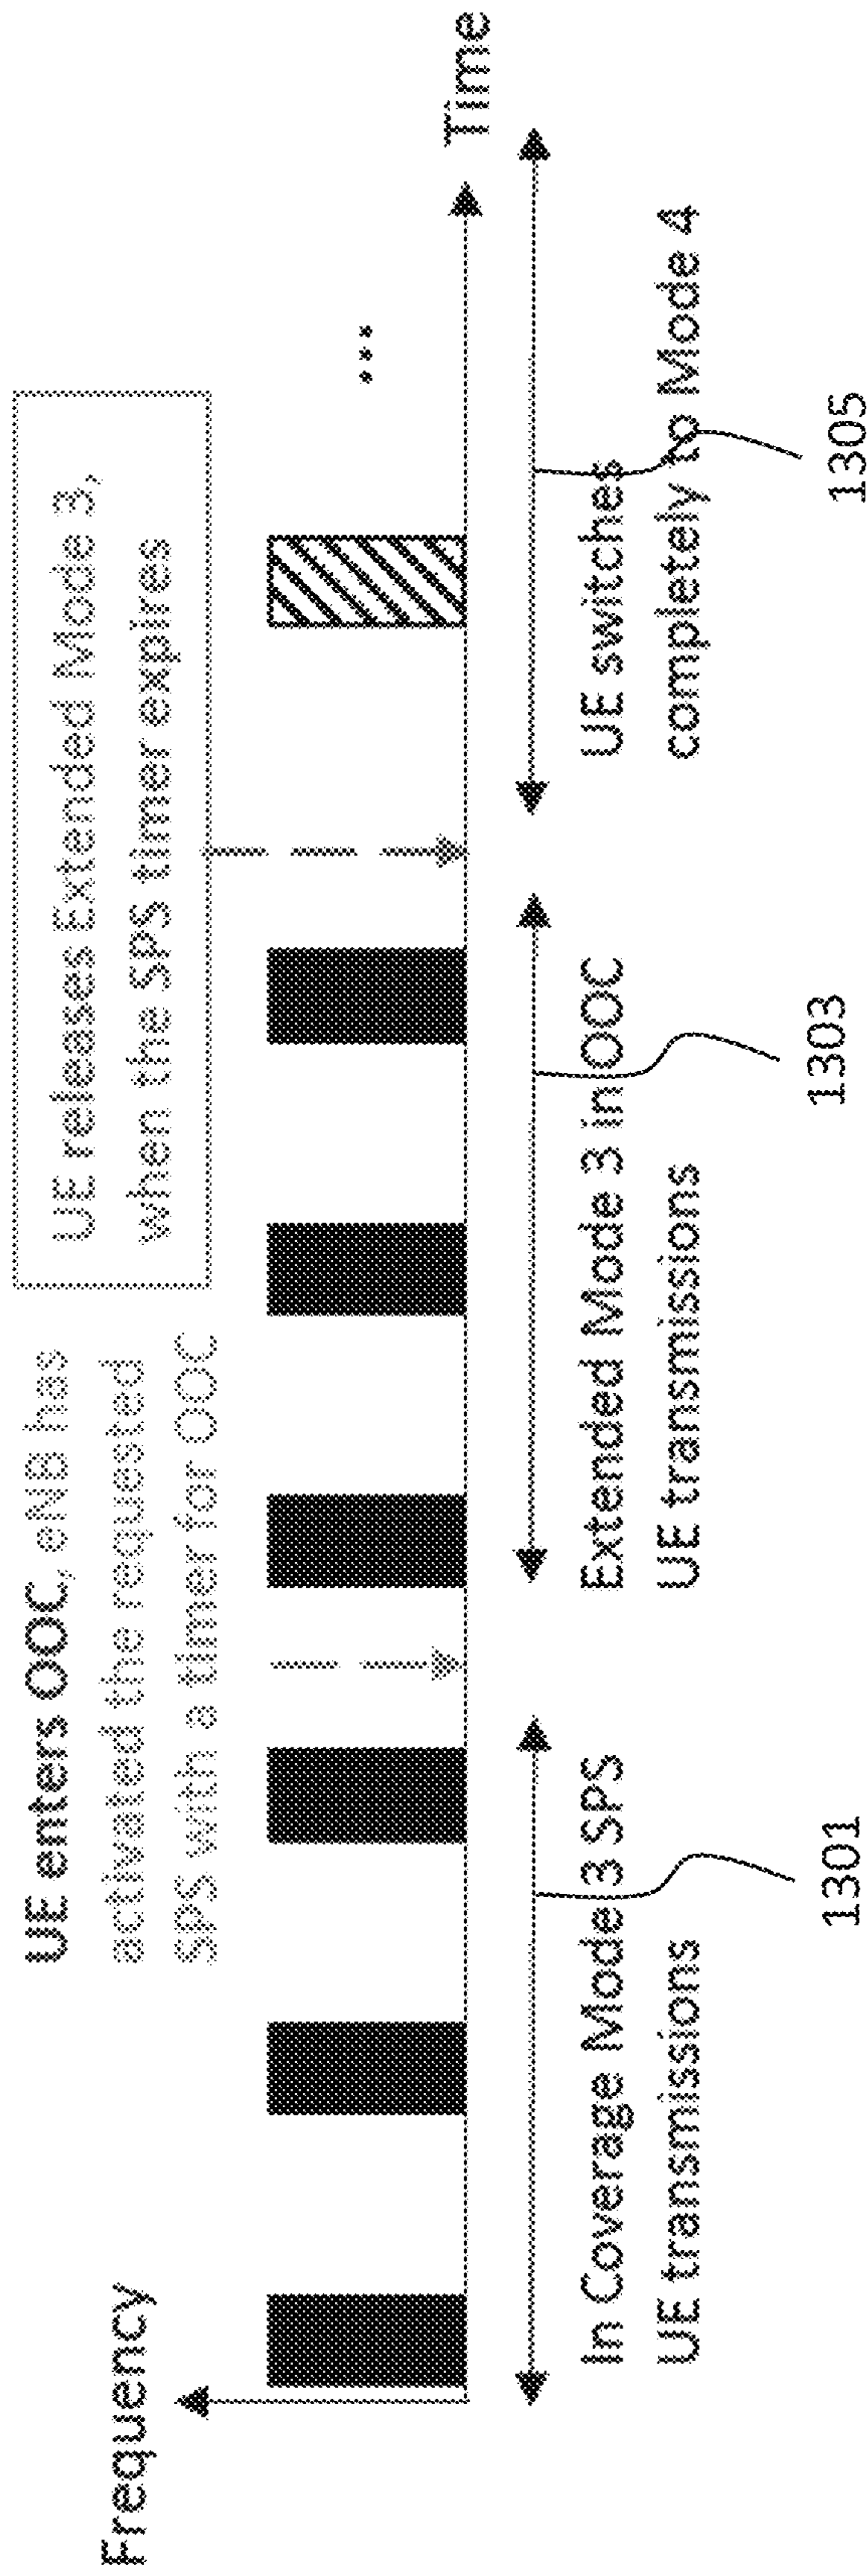 Frequency
UE enters OOC, eNB has
activated the requested
SPS with a timer for OOC
UE releases Extended Mode 3,
when the SPS timer expires
...
Time
In Coverage Mode 3 SPS
UE transmissions
1301
Extended Mode 3 in OOC
UE transmissions
1303
UE switches
completely to Mode 4
1305